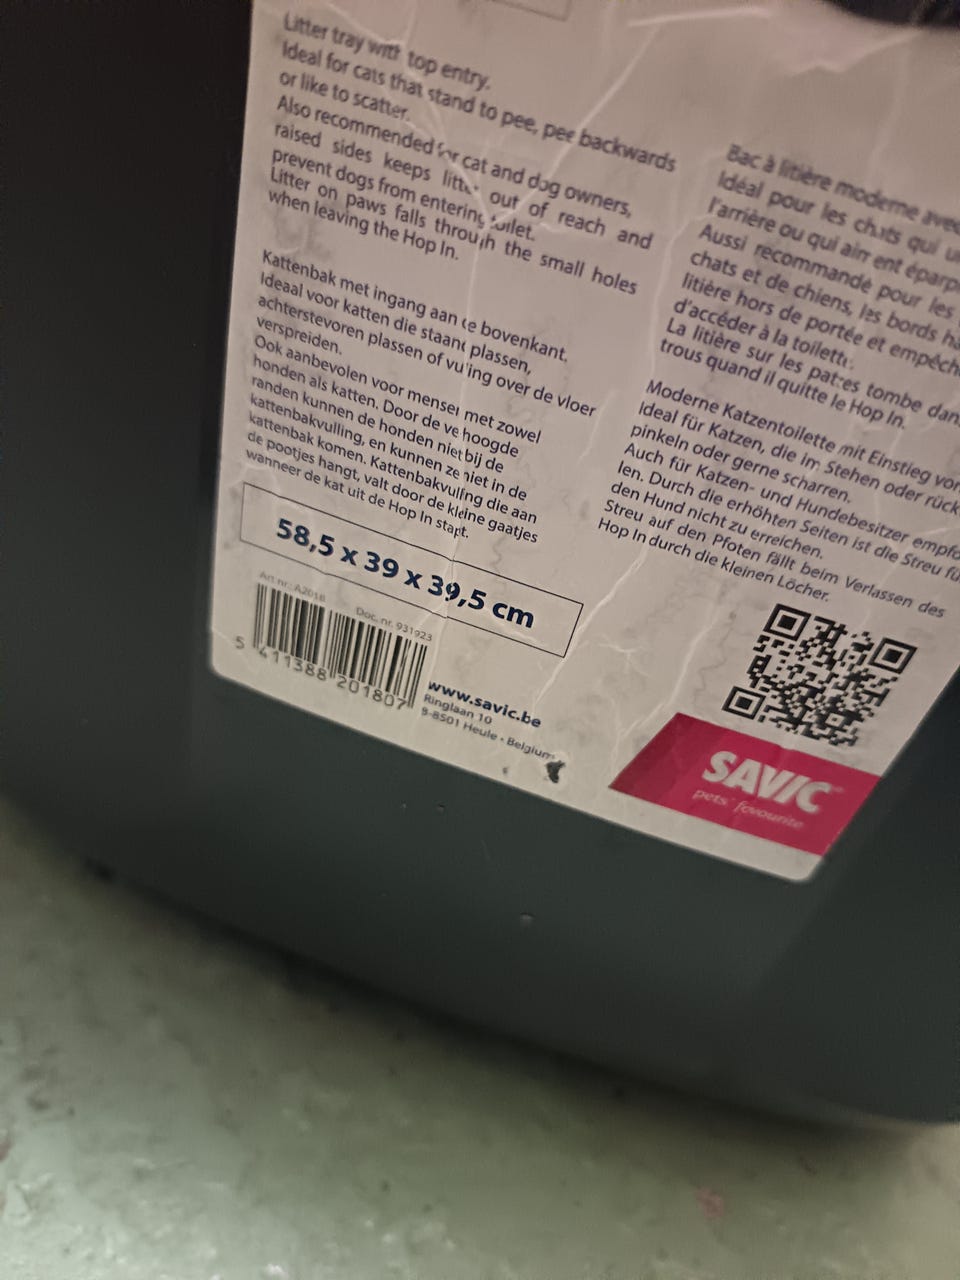 Litter tray with top entry.
Ideal for cats that stand to pee, pee backwards
or like to scatter.
Also recommended for cat and dog owners,
raised sides keeps litter out of reach and
prevent dogs from entering toilet.
Litter on paws falls through the small holes
when leaving the Hop In.
Kattenbak met ingang aan de bovenkant.
Ideaal voor katten die staand plassen,
achterstevoren plassen of vuling over de vloer
verspreiden.
Ook aanbevolen voor mensen met zowel
honden als katten. Door de verhoogde
randen kunnen de honden niet bij de
kattenbakvulling, en kunnen ze niet in de
kattenbak komen. Kattenbakvulling die aan
de pootjes hangt, valt door de kleine gaatjes
wanneer de kat uit de Hop In stapt.
58,5 x 39 x 39,5 cm
Art nr.: A2018
Doc. nr. 931923
5 411388 201807
www.savic.be
Ringlaan 10
B-8501 Heule • Belgium
Bac à litière moderne avec
Idéal pour les chats qui
l'arrière ou qui aiment
Aussi recommandé pour les
chats et de chiens, les bords
litière hors de portée et
d'accéder à la toilette.
La litière sur les pattes tombe
trous quand il quitte le Hop In.
Moderne Katzentoilette mit Einstieg
Ideal für Katzen, die im Stehen oder
pinkeln oder gerne scharren.
Auch für Katzen- und Hundebesitzer
len. Durch die erhöhten Seiten ist die Streu
den Hund nicht zu erreichen.
Streu auf den Pfoten fällt beim Verlassen des
Hop In durch die kleinen Löcher.
SAVIC
pets' favourite